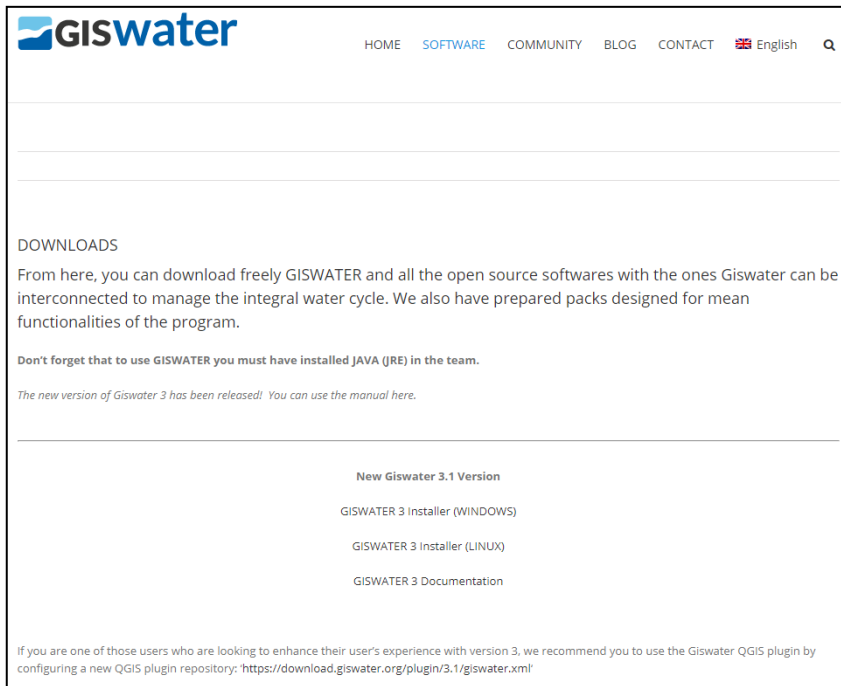 GISwater
HOME SOFTWARE COMMUNITY BLOG CONTACT English
DOWNLOADS
From here, you can download freely GISWATER and all the open source softwares with the ones Giswater can be
interconnected to manage the integral water cycle. We also have prepared packs designed for mean
functionalities of the program.
Don't forget that to use GISWATER you must have installed JAVA (JRE) in the team.
The new version of Giswater 3 has been released! You can use the manual here.
New Giswater 3.1 Version
GISWATER 3 Installer (WINDOWS)
GISWATER 3 Installer (LINUX)
GISWATER 3 Documentation
If you are one of those users who are looking to enhance their user's experience with version 3, we recommend you to use the Giswater QGIS plugin by
configuring a new QGIS plugin repository: 'https://download.giswater.org/plugin/3.1/giswater.xml'